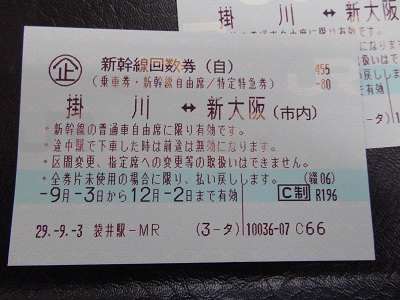 掛 川 ↔ 新大阪
企 新幹線回数券（自） 455
（乗車券・新幹線自由席／特定特急券） -80
掛 川 ↔ 新大阪（市内）
・新幹線の普通車自由席に限り有効です。
・途中駅で下車した時は前途は無効になります。
・区間変更、指定席への変更等の取扱いはできません。
・全券片未使用の場合に限り、払い戻しします。 （縮06）
-9月-3日から12月-2日まで有効 C制 R196
29.-9.-3 袋井駅-MR （3-タ）10036-07 C66